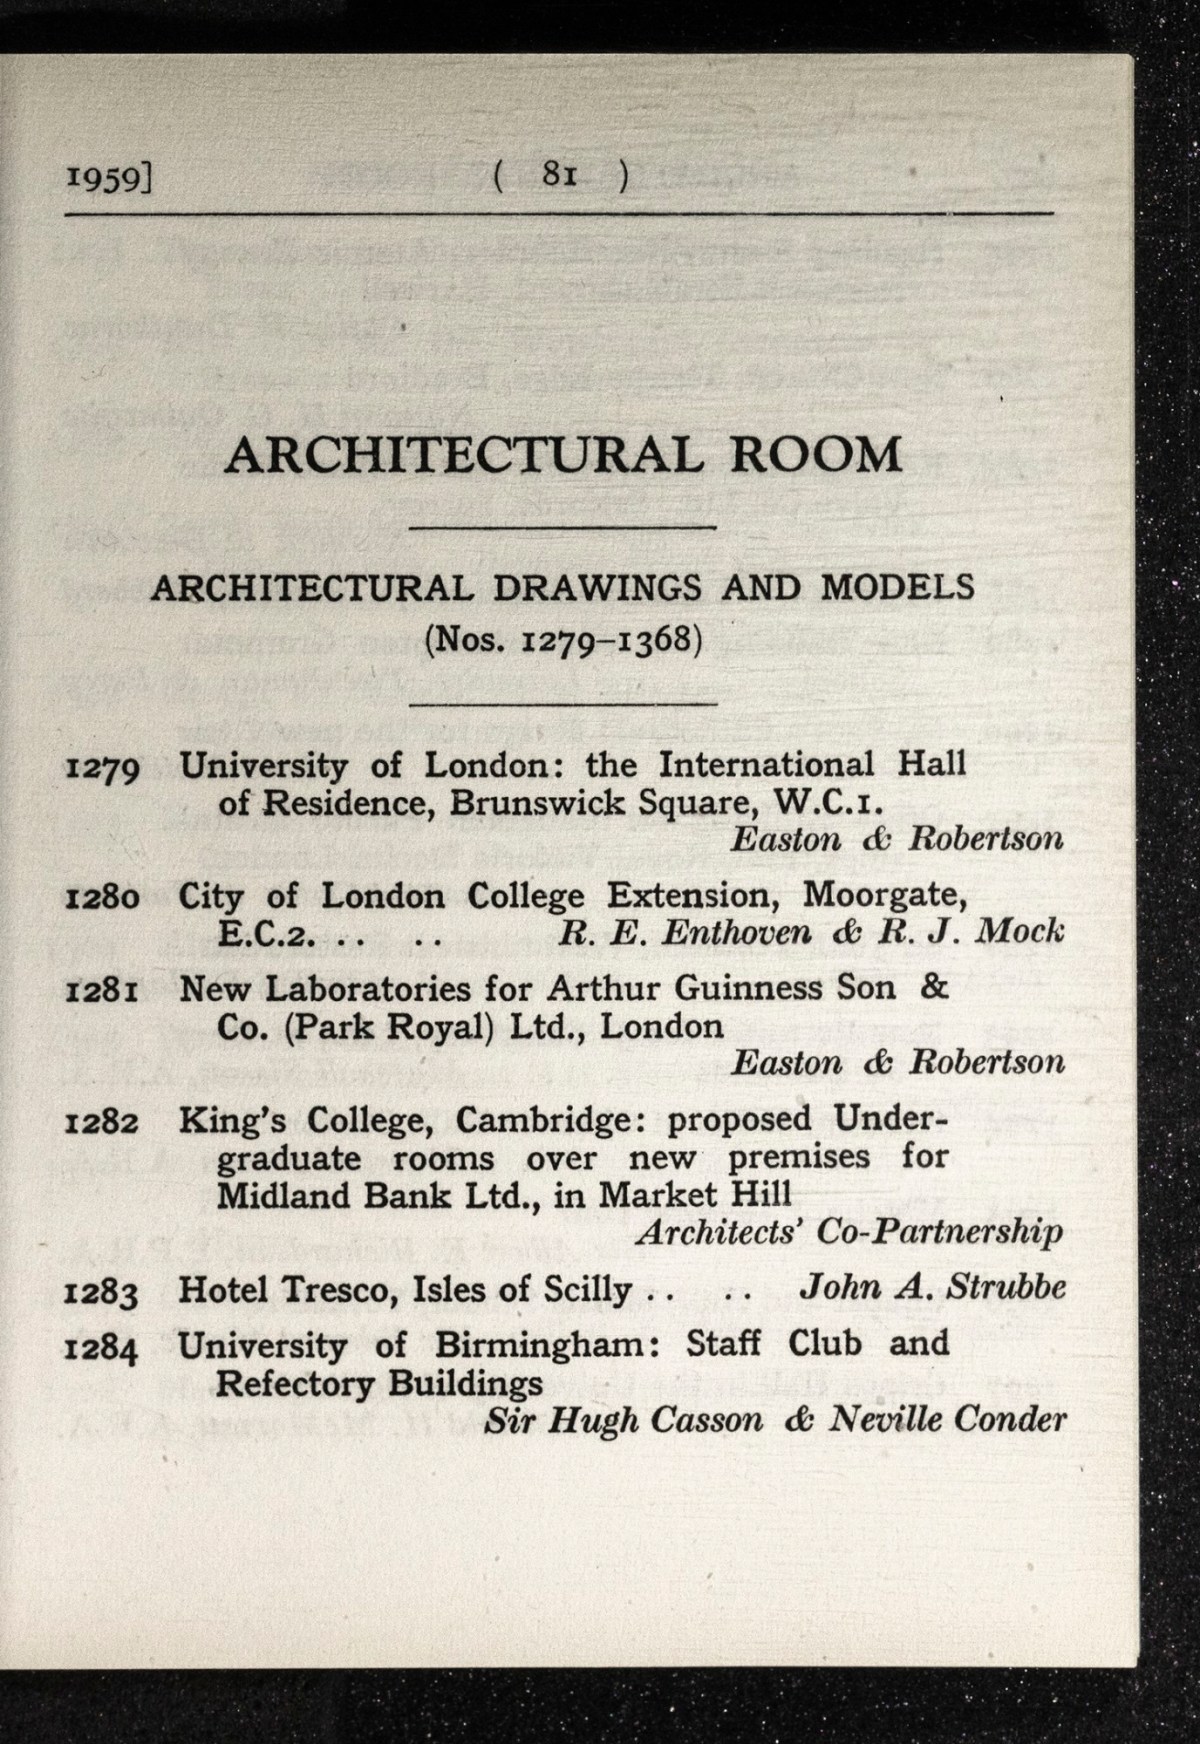 1959]
( 81 )
ARCHITECTURAL ROOM
ARCHITECTURAL DRAWINGS AND MODELS
(Nos. 1279–1368)
1279 University of London: the International Hall
of Residence, Brunswick Square, W.C.1.
Easton & Robertson
1280 City of London College Extension, Moorgate,
E.C.2. .. .. R. E. Enthoven & R. J. Mock
1281 New Laboratories for Arthur Guinness Son &
Co. (Park Royal) Ltd., London
Easton & Robertson
1282 King's College, Cambridge: proposed Under-
graduate rooms over new premises for
Midland Bank Ltd., in Market Hill
Architects' Co-Partnership
1283 Hotel Tresco, Isles of Scilly .. .. John A. Strubbe
1284 University of Birmingham: Staff Club and
Refectory Buildings
Sir Hugh Casson & Neville Conder